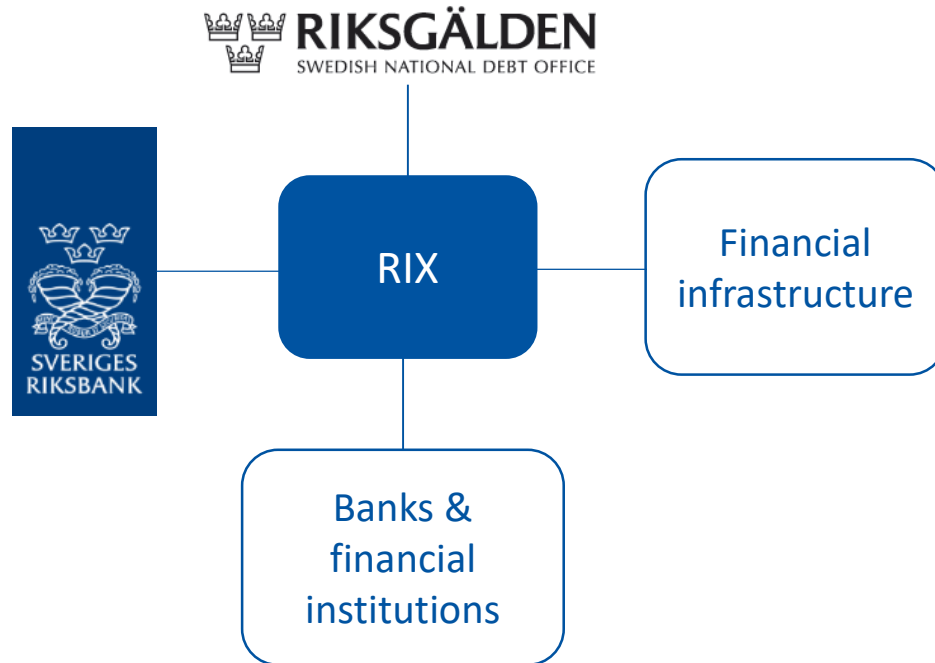 RIKSGÄLDEN
SWEDISH NATIONAL DEBT OFFICE
SVERIGES
RIKSBANK
RIX
Financial
infrastructure
Banks &
financial
institutions